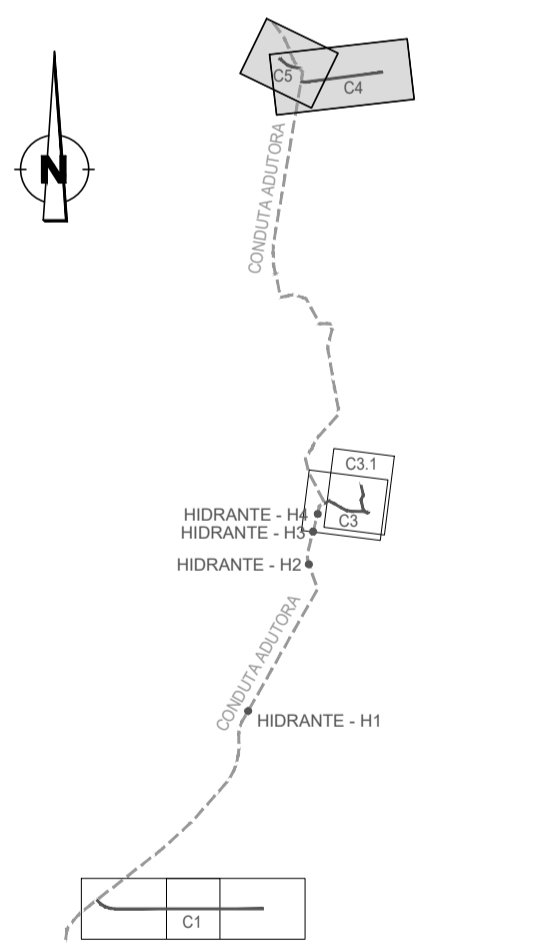 C5
C4
N
CONDUTA ADUTORA
C3.1
HIDRANTE - H4
C3
HIDRANTE - H3
HIDRANTE - H2
CONDUTA ADUTORA
HIDRANTE - H1
C1